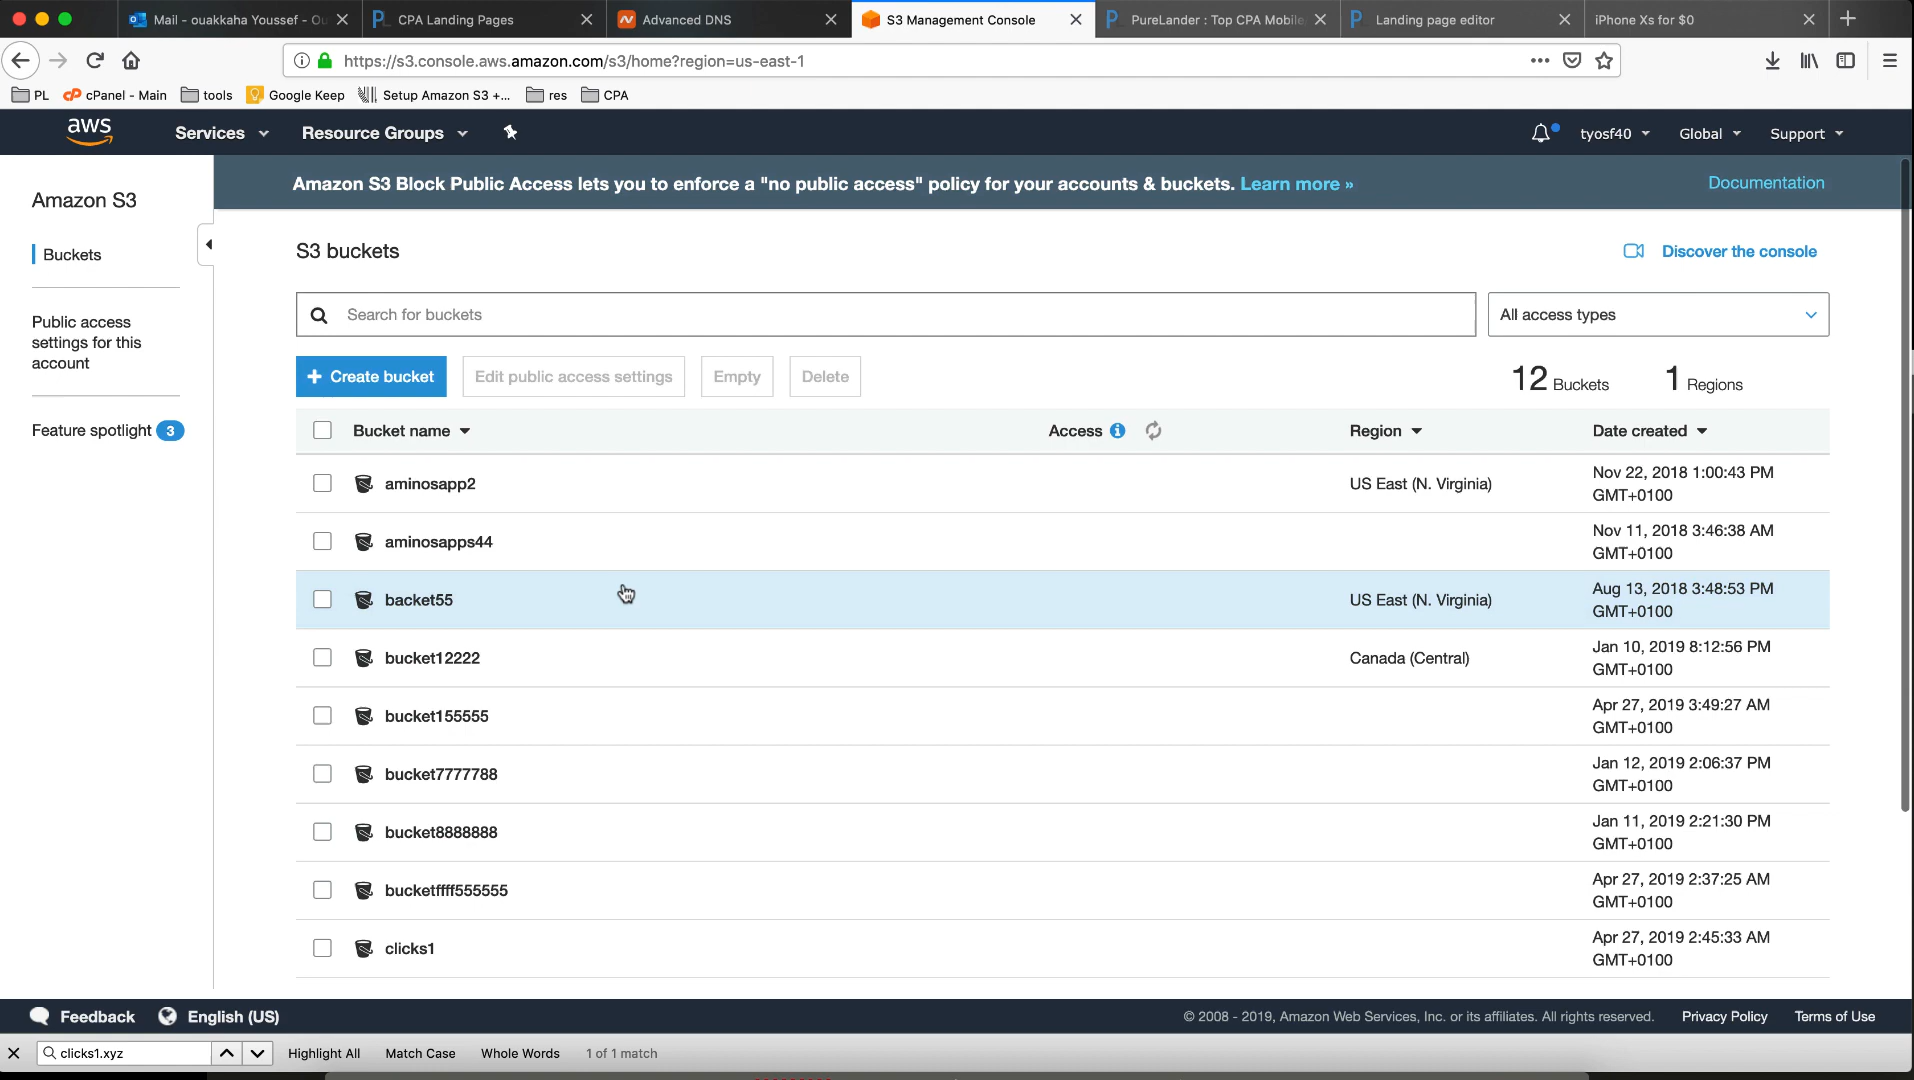 Mail - ouakkaha Youssef - Ou
CPA Landing Pages
Advanced DNS
S3 Management Console
PureLander : Top CPA Mobile
Landing page editor
iPhone Xs for $0
https://s3.console.aws.amazon.com/s3/home?region=us-east-1
PL
cPanel - Main
tools
Google Keep
Setup Amazon S3 +...
res
CPA
aws
Services
Resource Groups
tyosf40
Global
Support
Amazon S3
Buckets
Public access
settings for this
account
Feature spotlight 3
Amazon S3 Block Public Access lets you to enforce a "no public access" policy for your accounts & buckets. Learn more »
Documentation
S3 buckets
Discover the console
Search for buckets
All access types
+ Create bucket
Edit public access settings
Empty
Delete
12 Buckets
1 Regions
Bucket name
Access
Region
Date created
aminosapp2
US East (N. Virginia)
Nov 22, 2018 1:00:43 PM
GMT+0100
aminosapps44
Nov 11, 2018 3:46:38 AM
GMT+0100
backet55
US East (N. Virginia)
Aug 13, 2018 3:48:53 PM
GMT+0100
bucket12222
Canada (Central)
Jan 10, 2019 8:12:56 PM
GMT+0100
bucket155555
Apr 27, 2019 3:49:27 AM
GMT+0100
bucket7777788
Jan 12, 2019 2:06:37 PM
GMT+0100
bucket8888888
Jan 11, 2019 2:21:30 PM
GMT+0100
bucketffff555555
Apr 27, 2019 2:37:25 AM
GMT+0100
clicks1
Apr 27, 2019 2:45:33 AM
GMT+0100
Feedback
English (US)
© 2008 - 2019, Amazon Web Services, Inc. or its affiliates. All rights reserved.
Privacy Policy
Terms of Use
clicks1.xyz
Highlight All
Match Case
Whole Words
1 of 1 match